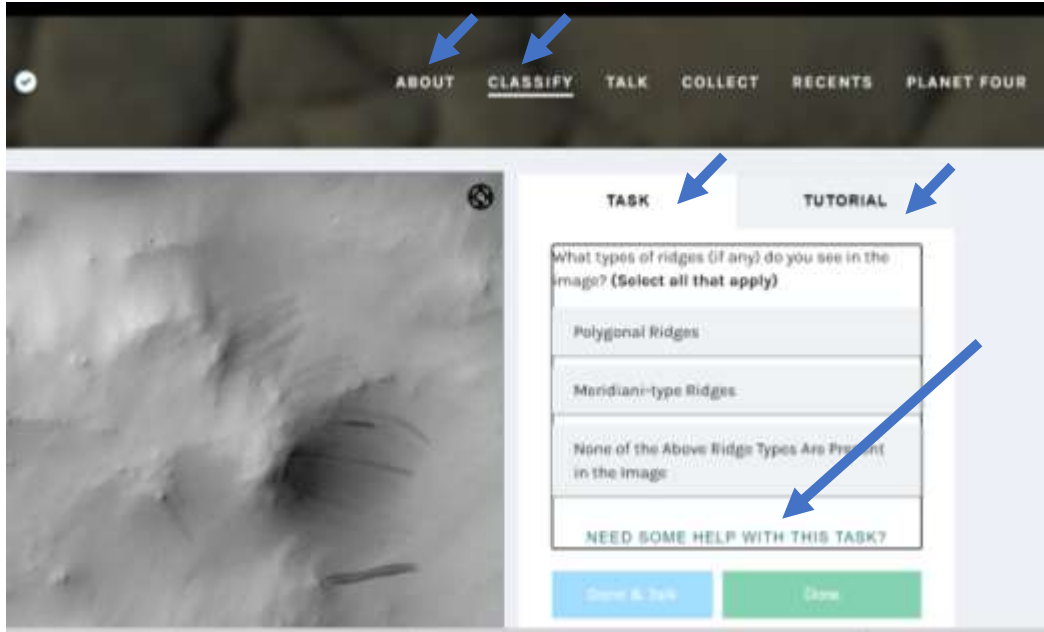 ABOUT CLASSIFY TALK COLLECT RECENTS PLANET FOUR
TASK TUTORIAL
What types of ridges (if any) do you see in the
image? (Select all that apply)
Polygonal Ridges
Meridiani-type Ridges
None of the Above Ridge Types Are Present
in the Image
NEED SOME HELP WITH THIS TASK?
Done & Talk Done